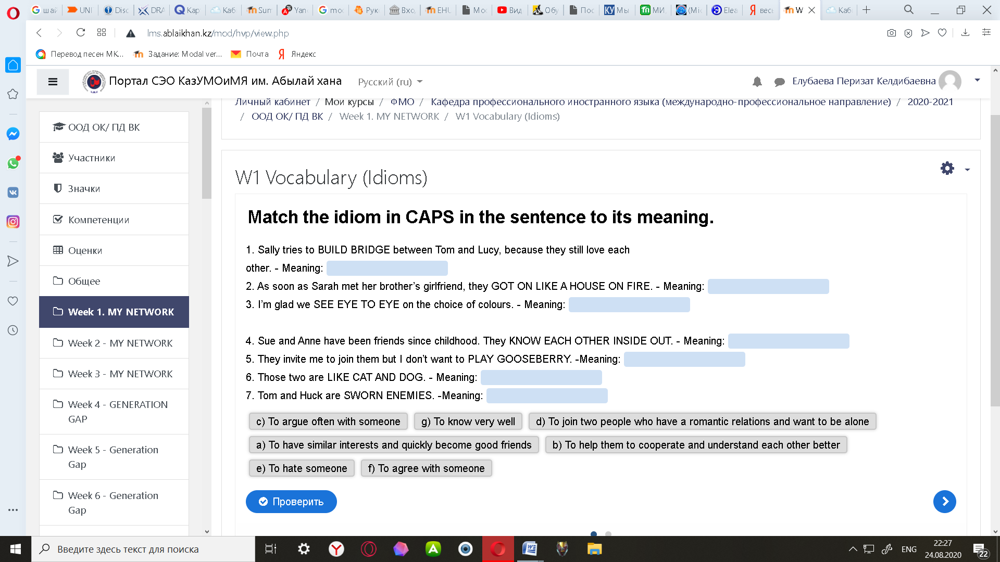 шай
UNI
Disc
DRA
Кар
Каб
Sum
Yan
moc
Рук
Вхо
EHU
Moc
Вид
Обу
Пос
Мы
МИ
(Mic
Elea
весь
W
Каб
lms.ablaikhan.kz/mod/hvp/view.php
Перевод песен МК...
Задание: Modal ver...
Почта
Яндекс
Портал СЭО КазУМОиМЯ им. Абылай хана
Русский (ru)
Елубаева Перизат Келдибаевна
Личный кабинет / Мои курсы / ФМО / Кафедра профессионального иностранного языка (международно-профессиональное направление) / 2020-2021
/ ООД ОК/ ПД ВК / Week 1. MY NETWORK / W1 Vocabulary (Idioms)
ООД ОК/ ПД ВК
Участники
Значки
Компетенции
Оценки
Общее
Week 1. MY NETWORK
Week 2 - MY NETWORK
Week 3 - MY NETWORK
Week 4 - GENERATION
GAP
Week 5 - Generation
Gap
Week 6 - Generation
Gap
W1 Vocabulary (Idioms)
Match the idiom in CAPS in the sentence to its meaning.
1. Sally tries to BUILD BRIDGE between Tom and Lucy, because they still love each
other. - Meaning:
2. As soon as Sarah met her brother’s girlfriend, they GOT ON LIKE A HOUSE ON FIRE. - Meaning:
3. I’m glad we SEE EYE TO EYE on the choice of colours. - Meaning:
4. Sue and Anne have been friends since childhood. They KNOW EACH OTHER INSIDE OUT. - Meaning:
5. They invite me to join them but I don’t want to PLAY GOOSEBERRY. -Meaning:
6. Those two are LIKE CAT AND DOG. - Meaning:
7. Tom and Huck are SWORN ENEMIES. -Meaning:
c) To argue often with someone
g) To know very well
d) To join two people who have a romantic relations and want to be alone
a) To have similar interests and quickly become good friends
b) To help them to cooperate and understand each other better
e) To hate someone
f) To agree with someone
Проверить
Введите здесь текст для поиска
ENG
22:27
24.08.2020
22